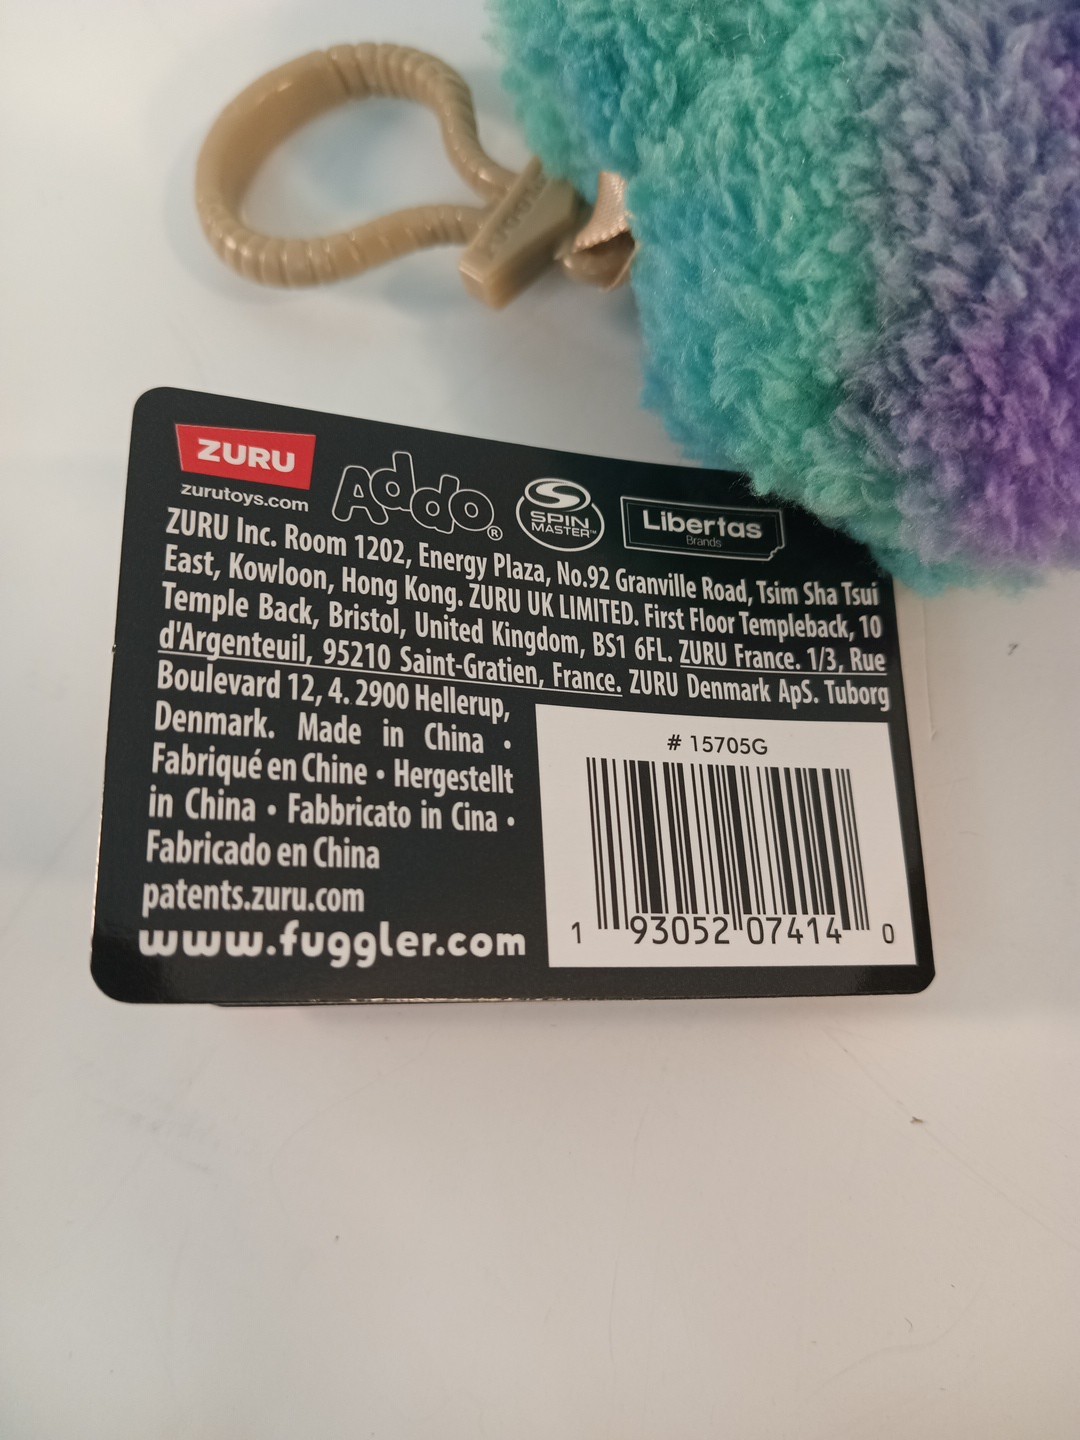 ZURU
zurutoys.com
Addo®
SPIN
MASTER™
Libertas
Brands
ZURU Inc. Room 1202, Energy Plaza, No.92 Granville Road, Tsim Sha Tsui
East, Kowloon, Hong Kong. ZURU UK LIMITED. First Floor Templeback, 10
Temple Back, Bristol, United Kingdom, BS1 6FL. ZURU France. 1/3, Rue
d'Argenteuil, 95210 Saint-Gratien, France. ZURU Denmark ApS. Tuborg
Boulevard 12, 4. 2900 Hellerup,
Denmark. Made in China •
Fabriqué en Chine • Hergestellt
in China • Fabbricato in Cina •
Fabricado en China
patents.zuru.com
www.fuggler.com
# 15705G
1 93052 07414 0